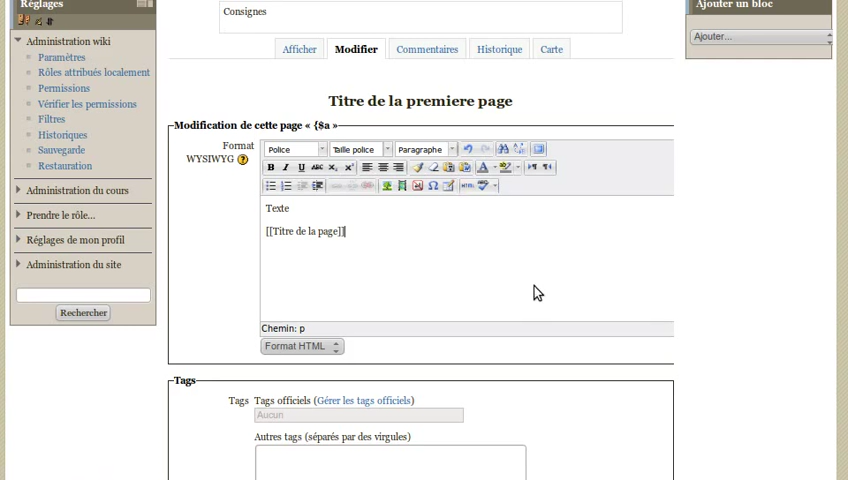 Réglages
Consignes
Ajouter un bloc
Ajouter...
Administration wiki
Paramètres
Rôles attribués localement
Permissions
Vérifier les permissions
Filtres
Historiques
Sauvegarde
Restauration
Administration du cours
Prendre le rôle...
Réglages de mon profil
Administration du site
Rechercher
Afficher
Modifier
Commentaires
Historique
Carte
Titre de la premiere page
Modification de cette page « {$a »
Format WYSIWYG
Police
Taille police
Paragraphe
B I U ABC
HTML
Texte
[[Titre de la page]]
Chemin: p
Format HTML
Tags
Tags
Tags officiels (Gérer les tags officiels)
Aucun
Autres tags (séparés par des virgules)